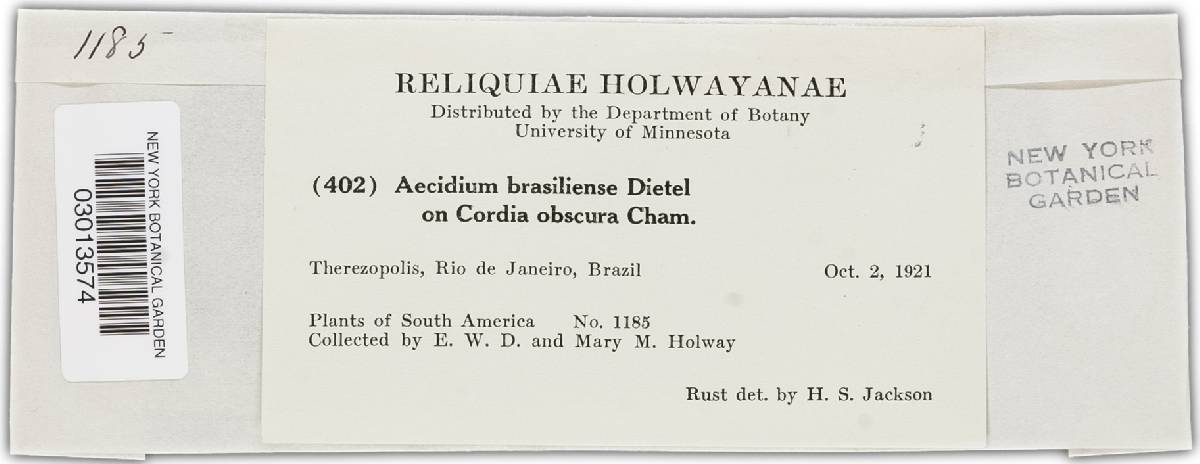 1185
NEW YORK BOTANICAL GARDEN
03013574
RELIQUIAE HOLWAYANAE
Distributed by the Department of Botany
University of Minnesota
(402) Aecidium brasiliense Dietel
on Cordia obscura Cham.
Therezopolis, Rio de Janeiro, Brazil Oct. 2, 1921
Plants of South America No. 1185
Collected by E. W. D. and Mary M. Holway
Rust det. by H. S. Jackson
NEW YORK
BOTANICAL
GARDEN